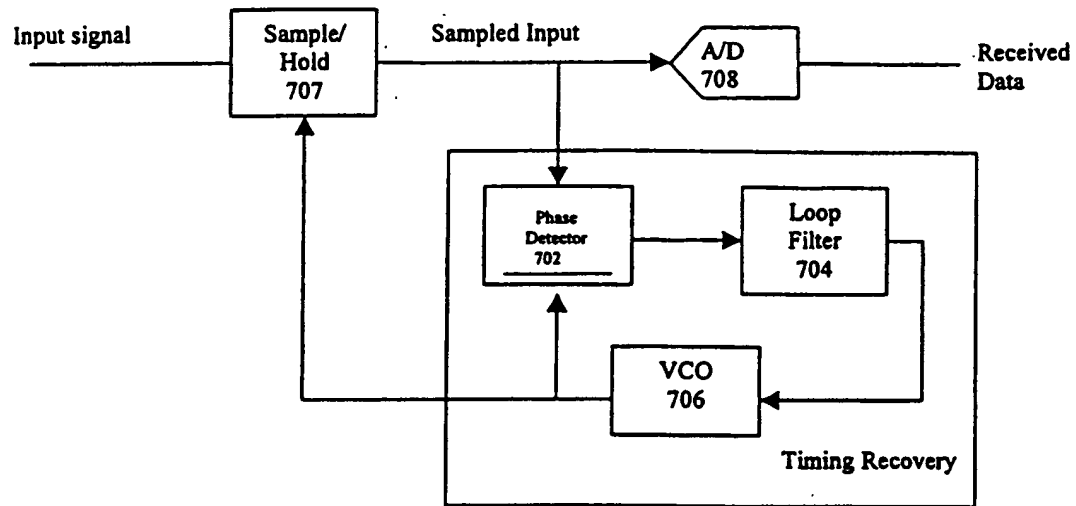 Input signal
Sample/
Hold
707
Sampled Input
A/D
708
Received
Data
Phase
Detector
702
Loop
Filter
704
VCO
706
Timing Recovery